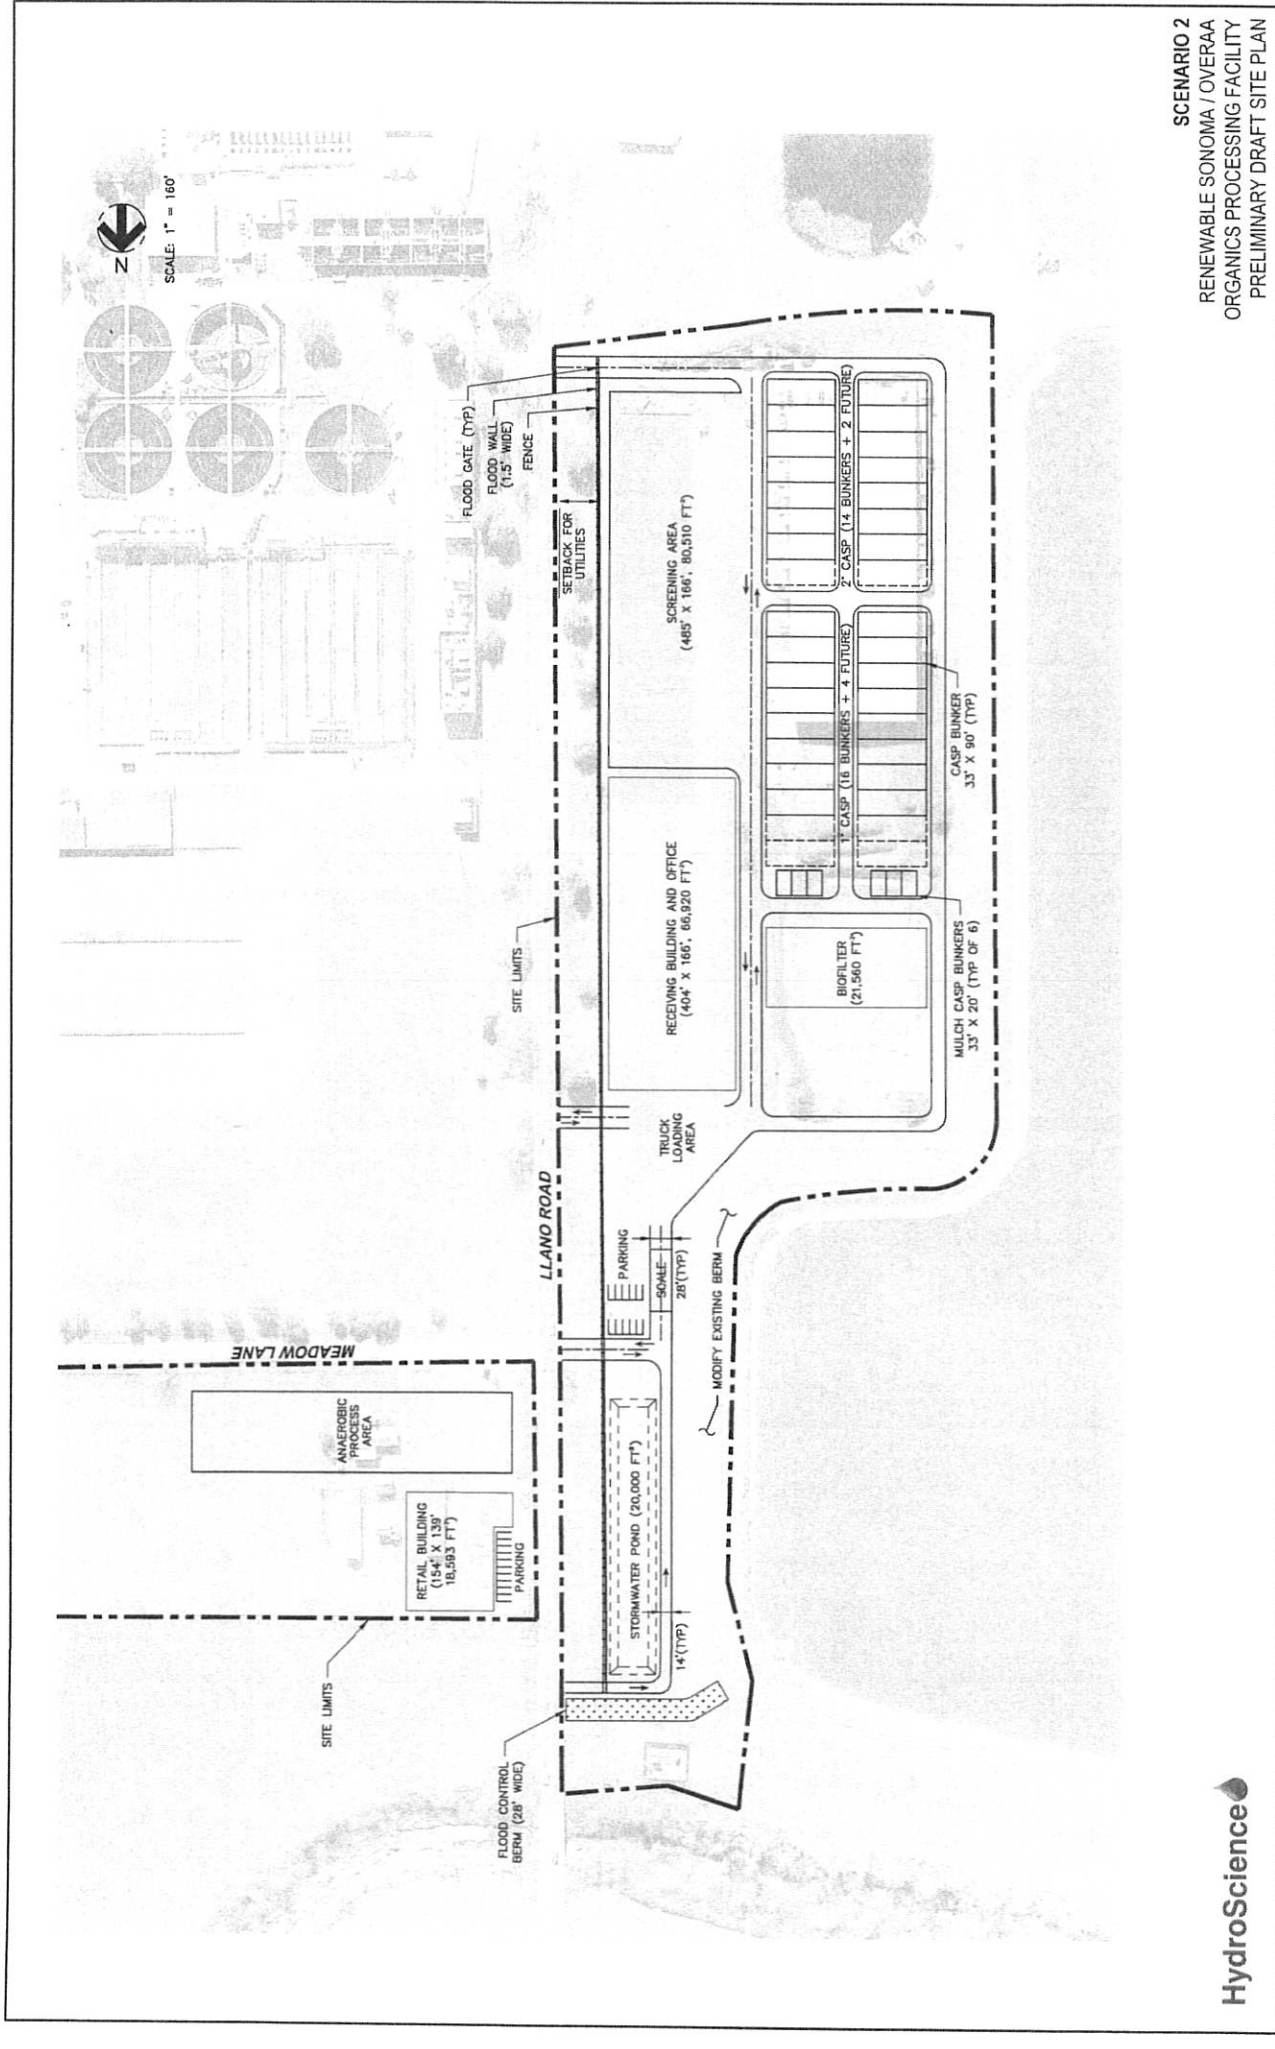 N
SCALE: 1" = 160'
FLOOD GATE (TYP)
FLOOD WALL
(1.5' WIDE)
FENCE
SETBACK FOR
UTILITIES
SITE LIMITS
LLANO ROAD
MEADOW LANE
ANAEROBIC
PROCESS
AREA
RETAIL BUILDING
(154' X 139'
18,593 FT²)
PARKING
SITE LIMITS
FLOOD CONTROL
BERM (28' WIDE)
STORMWATER POND (20,000 FT²)
14'(TYP)
PARKING
SCALE
28'(TYP)
MODIFY EXISTING BERM
TRUCK
LOADING
AREA
RECEIVING BUILDING AND OFFICE
(404' X 166', 66,920 FT²)
SCREENING AREA
(485' X 166', 80,510 FT²)
BIOFILTER
(21,560 FT²)
1° CASP (16 BUNKERS + 4 FUTURE)
2° CASP (14 BUNKERS + 2 FUTURE)
CASP BUNKER
33' X 90' (TYP)
MULCH CASP BUNKERS
33' X 20' (TYP OF 6)
HydroScience
SCENARIO 2
RENEWABLE SONOMA / OVERAA
ORGANICS PROCESSING FACILITY
PRELIMINARY DRAFT SITE PLAN